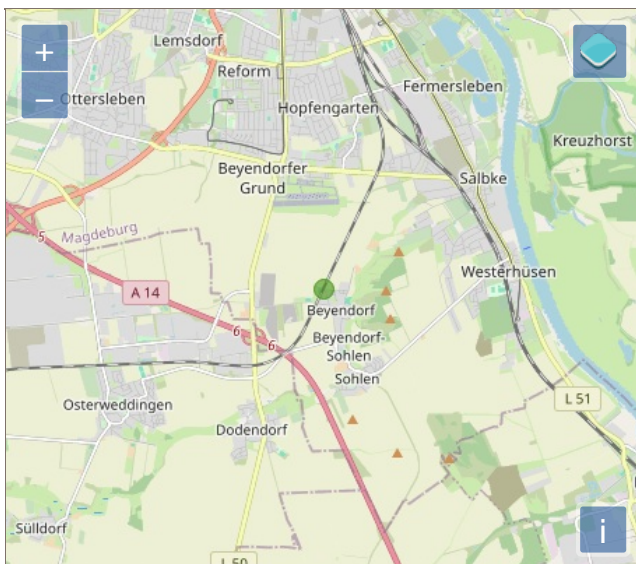 +
−
Lemsdorf
Reform
Ottersleben
Hopfengarten
Fermersleben
Kreuzhorst
Beyendorfer
Grund
Salbke
5
Magdeburg
Westerhüsen
A 14
Beyendorf
6
6
Beyendorf-
Sohlen
Sohlen
Osterweddingen
L 51
Dodendorf
Sülldorf
i
L 50